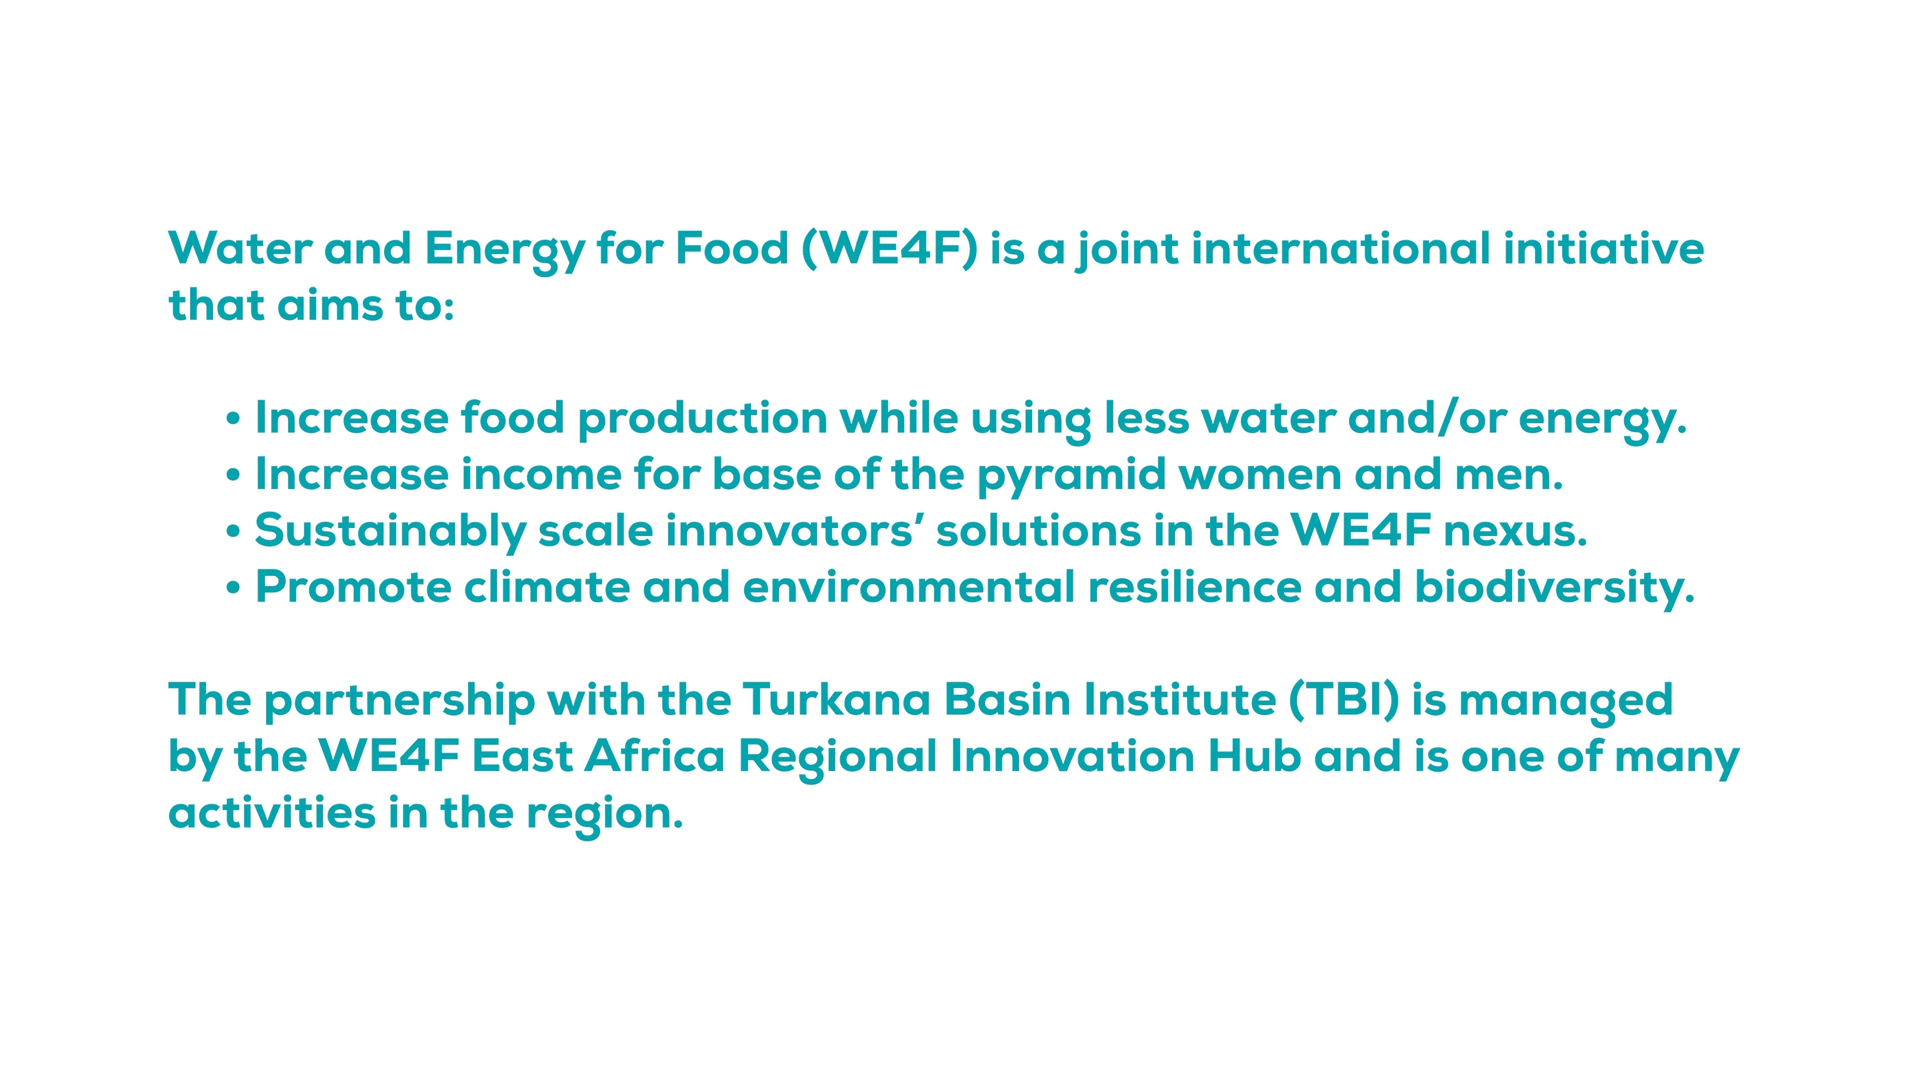 Water and Energy for Food (WE4F) is a joint international initiative
that aims to:
• Increase food production while using less water and/or energy.
• Increase income for base of the pyramid women and men.
• Sustainably scale innovators’ solutions in the WE4F nexus.
• Promote climate and environmental resilience and biodiversity.
The partnership with the Turkana Basin Institute (TBI) is managed
by the WE4F East Africa Regional Innovation Hub and is one of many
activities in the region.